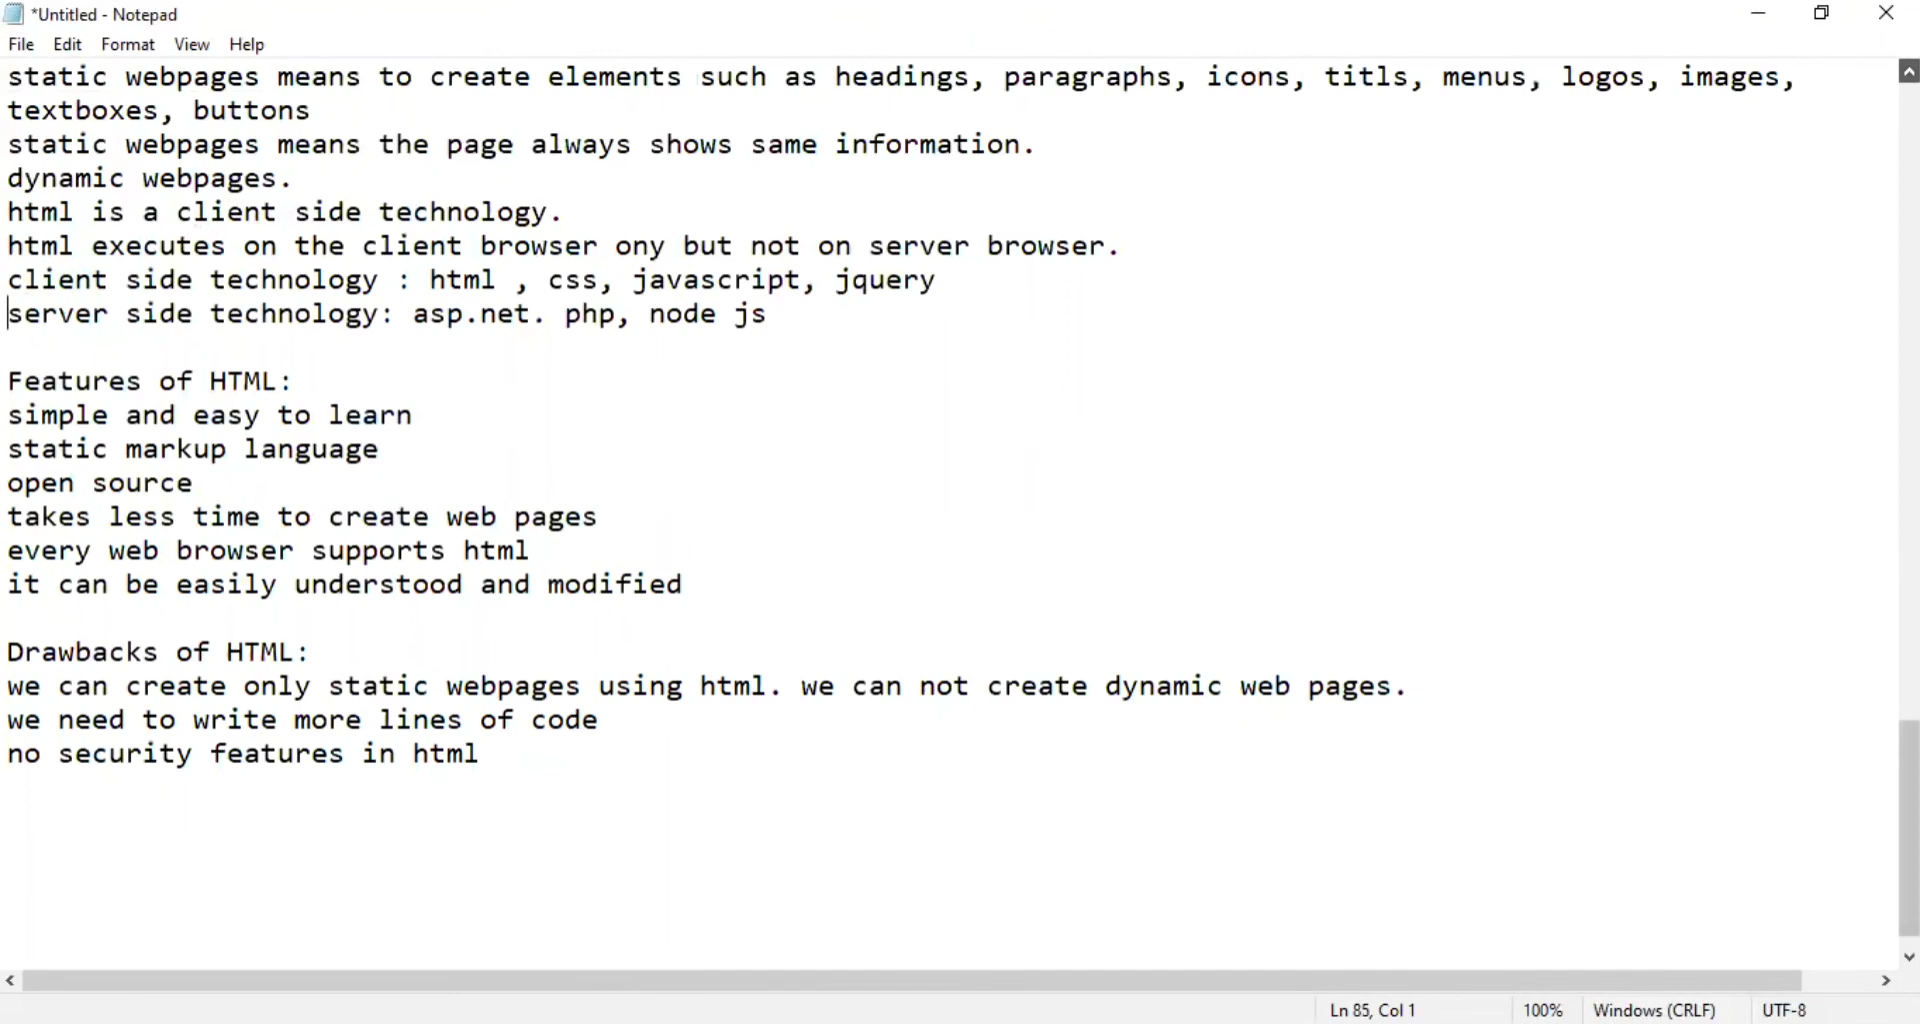 *Untitled - Notepad
File Edit Format View Help
static webpages means to create elements such as headings, paragraphs, icons, titls, menus, logos, images,
textboxes, buttons
static webpages means the page always shows same information.
dynamic webpages.
html is a client side technology.
html executes on the client browser ony but not on server browser.
client side technology : html , css, javascript, jquery
server side technology: asp.net. php, node js
Features of HTML:
simple and easy to learn
static markup language
open source
takes less time to create web pages
every web browser supports html
it can be easily understood and modified
Drawbacks of HTML:
we can create only static webpages using html. we can not create dynamic web pages.
we need to write more lines of code
no security features in html
Ln 85, Col 1 100% Windows (CRLF) UTF-8